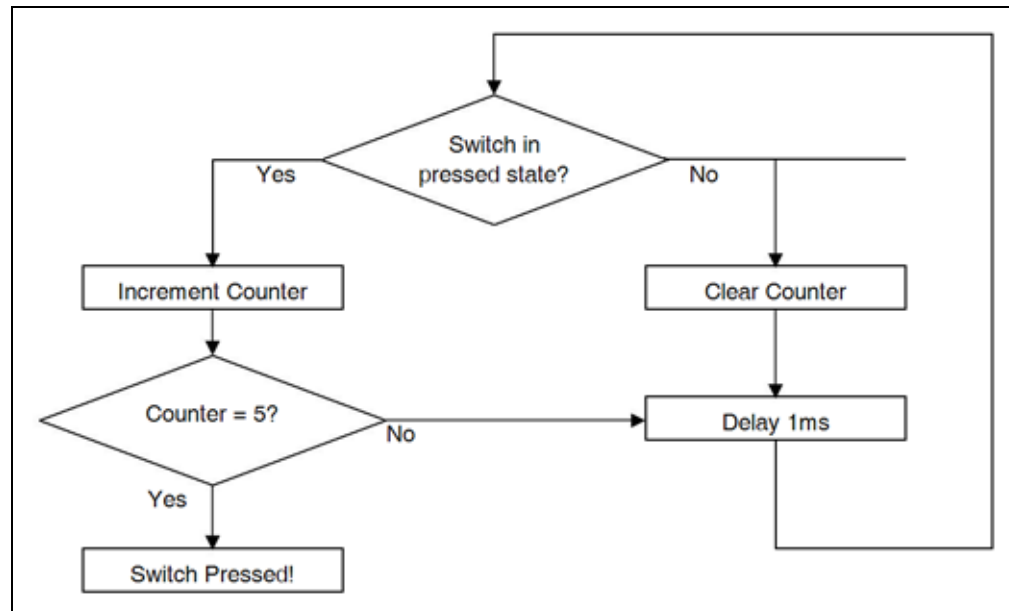 Switch in
pressed state?
Yes
No
Increment Counter
Clear Counter
Counter = 5?
No
Delay 1ms
Yes
Switch Pressed!